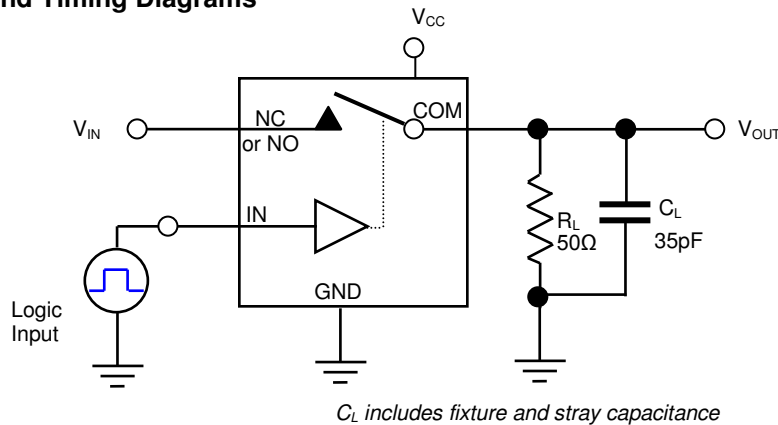 nd Timing Diagrams
VCC
VIN
NC
or NO
COM
VOUT
IN
RL
50Ω
CL
35pF
GND
Logic
Input
CL includes fixture and stray capacitance